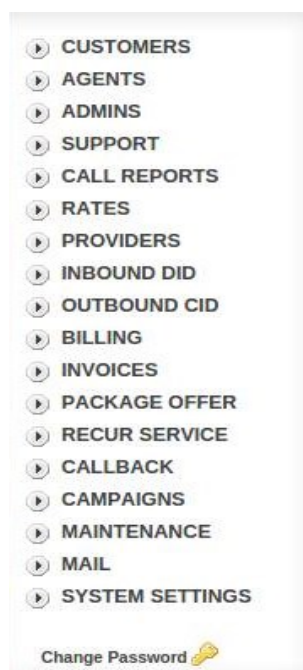 CUSTOMERS
AGENTS
ADMINS
SUPPORT
CALL REPORTS
RATES
PROVIDERS
INBOUND DID
OUTBOUND CID
BILLING
INVOICES
PACKAGE OFFER
RECUR SERVICE
CALLBACK
CAMPAIGNS
MAINTENANCE
MAIL
SYSTEM SETTINGS
Change Password